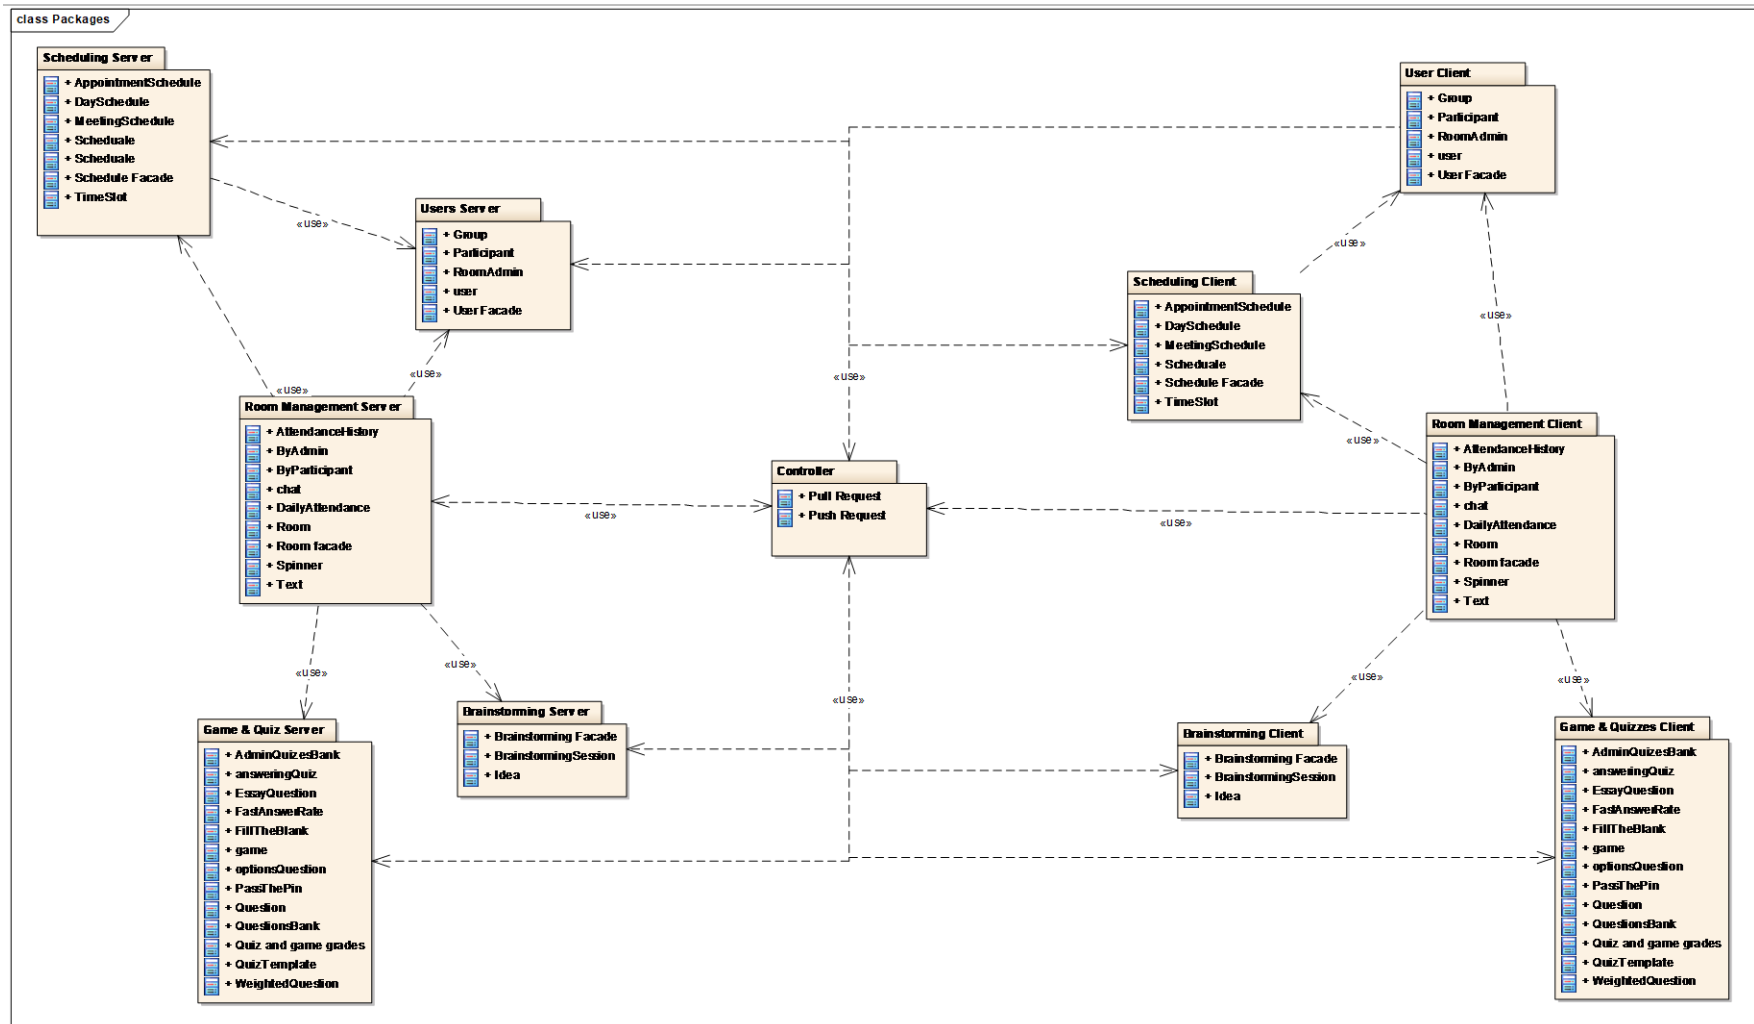 class Packages
Scheduling Server
+ AppointmentSchedule
+ DaySchedule
+ MeetingSchedule
+ Scheduale
+ Scheduale
+ Schedule Facade
+ TimeSlot
User Client
+ Group
+ Participant
+ RoomAdmin
+ user
+ User Facade
«use»
Users Server
+ Group
+ Participant
+ RoomAdmin
+ user
+ User Facade
«use»
Scheduling Client
+ AppointmentSchedule
+ DaySchedule
+ MeetingSchedule
+ Scheduale
+ Schedule Facade
+ TimeSlot
«use»
«use»
«use»
«use»
«use»
Room Management Server
+ AttendanceHistory
+ ByAdmin
+ ByParticipant
+ chat
+ DailyAttendance
+ Room
+ Room facade
+ Spinner
+ Text
Controller
+ Pull Request
+ Push Request
Room Management Client
+ AttendanceHistory
+ ByAdmin
+ ByParticipant
+ chat
+ DailyAttendance
+ Room
+ Room facade
+ Spinner
+ Text
«use»
«use»
«use»
«use»
«use»
«use»
«use»
Game & Quiz Server
+ AdminQuizesBank
+ answeringQuiz
+ EssayQuestion
+ FastAnswerRate
+ FillTheBlank
+ game
+ optionsQuestion
+ PassThePin
+ Question
+ QuestionsBank
+ Quiz and game grades
+ QuizTemplate
+ WeightedQuestion
Brainstorming Server
+ Brainstorming Facade
+ BrainstormingSession
+ Idea
Brainstorming Client
+ Brainstorming Facade
+ BrainstormingSession
+ Idea
Game & Quizzes Client
+ AdminQuizesBank
+ answeringQuiz
+ EssayQuestion
+ FastAnswerRate
+ FillTheBlank
+ game
+ optionsQuestion
+ PassThePin
+ Question
+ QuestionsBank
+ Quiz and game grades
+ QuizTemplate
+ WeightedQuestion